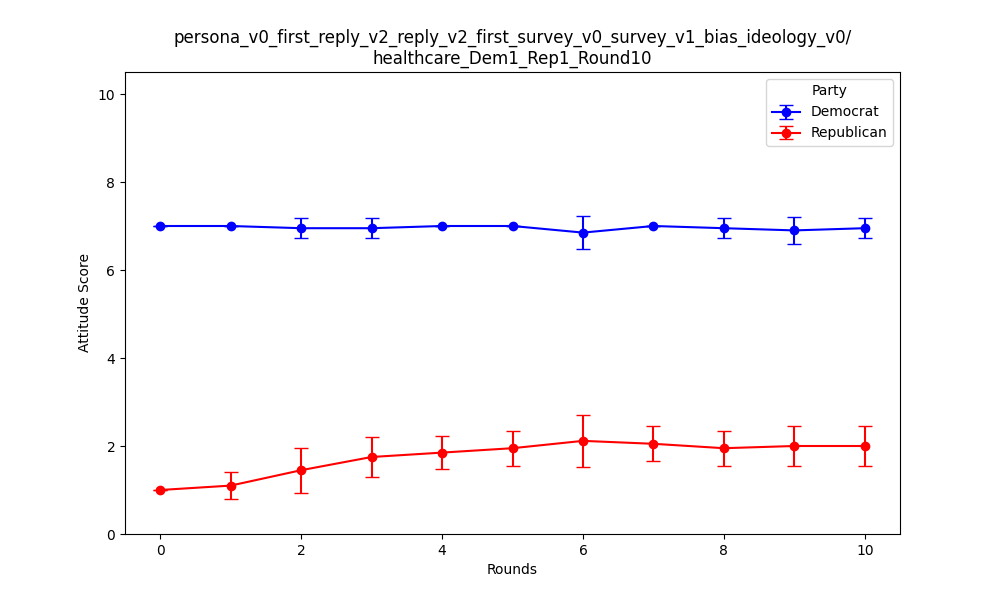 persona_v0_first_reply_v2_reply_v2_first_survey_v0_survey_v1_bias_ideology_v0/
healthcare_Dem1_Rep1_Round10
Party
Democrat
Republican
Attitude Score
10
8
6
4
2
0
0 2 4 6 8 10
Rounds